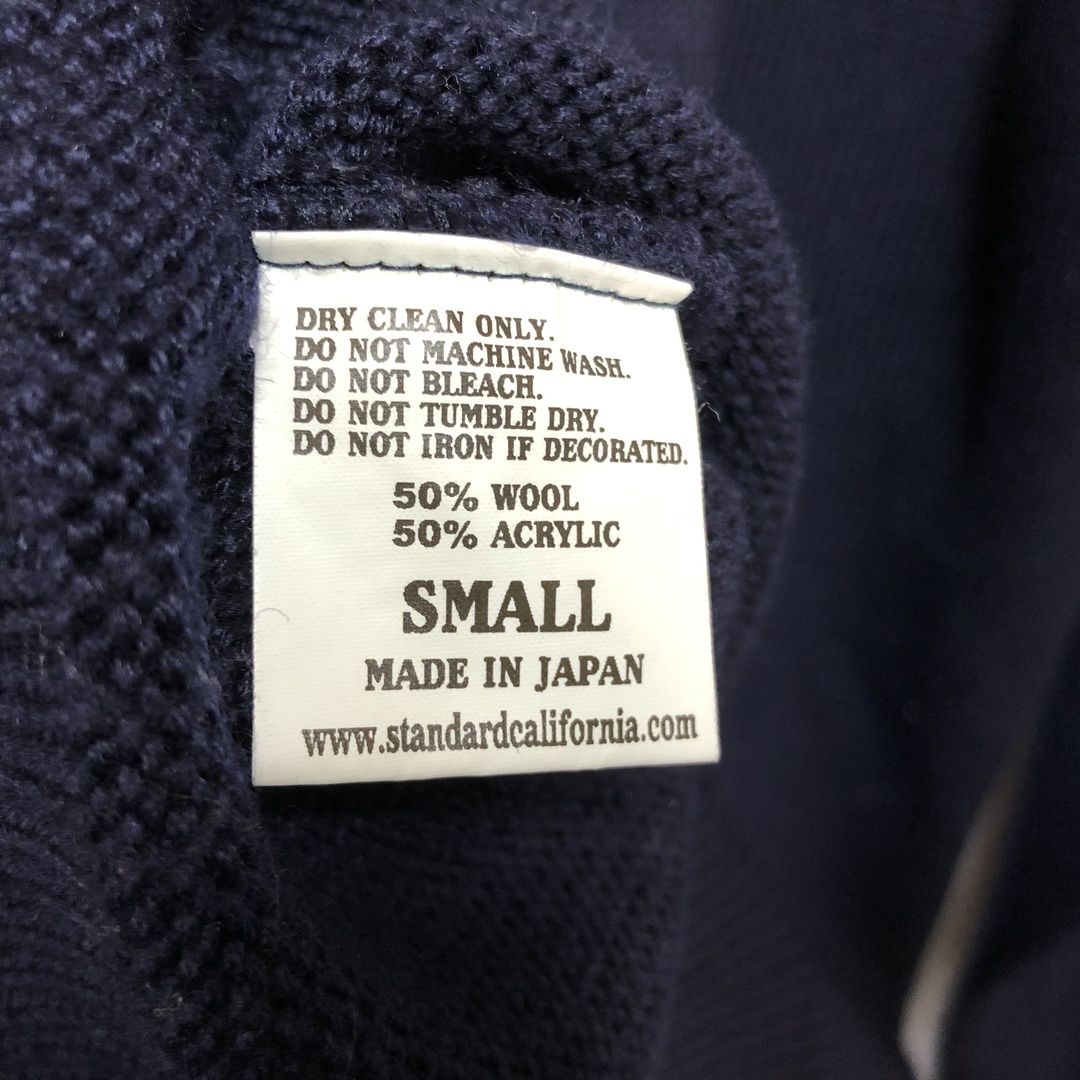 DRY CLEAN ONLY.
DO NOT MACHINE WASH.
DO NOT BLEACH.
DO NOT TUMBLE DRY.
DO NOT IRON IF DECORATED.
50% WOOL
50% ACRYLIC
SMALL
MADE IN JAPAN
www.standardcalifornia.com